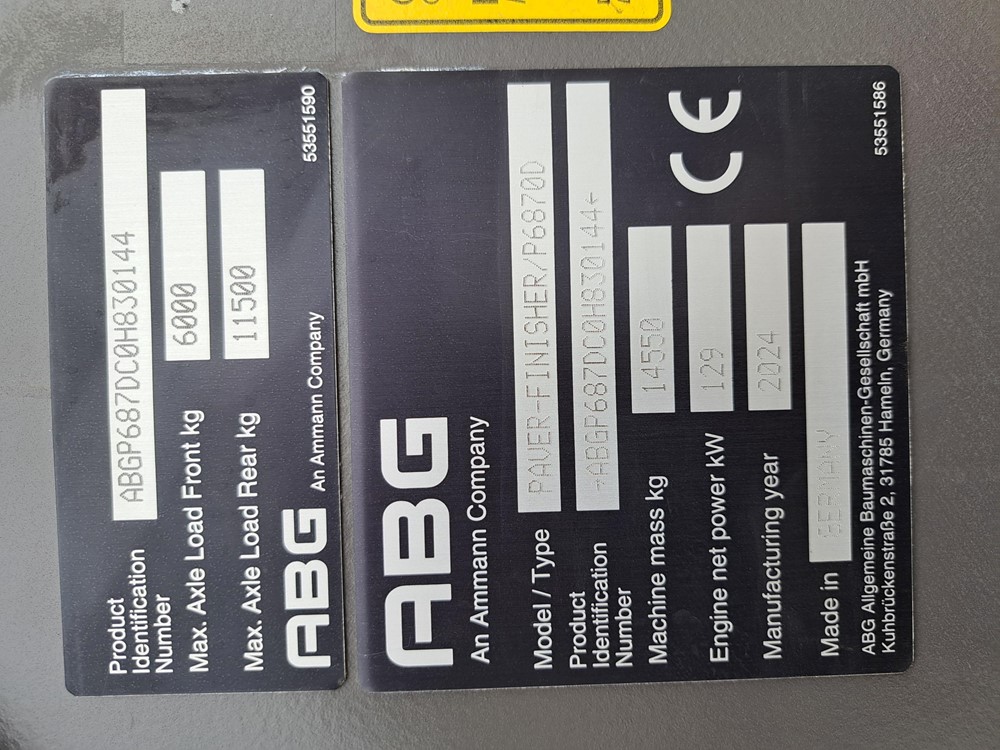 Product
Identification
Number
ABGP687DC0H830144
Max. Axle Load Front kg 6000
Max. Axle Load Rear kg 11500
ABG An Ammann Company 53551590
ABG
An Ammann Company
Model / Type PAVER-FINISHER/P6870D
Product
Identification
Number
→ABGP687DC0H830144←
Machine mass kg 14550
Engine net power kW 129
Manufacturing year 2024
CE
Made in GERMANY
ABG Allgemeine Baumaschinen-Gesellschaft mbH
Kuhbrückenstraße 2, 31785 Hameln, Germany
53551586